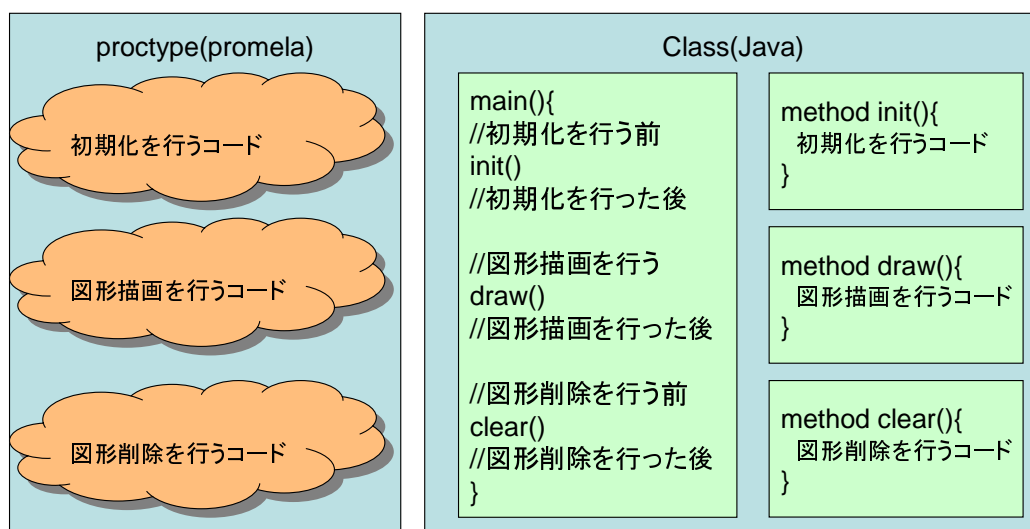 proctype(promela)
初期化を行うコード
図形描画を行うコード
図形削除を行うコード
Class(Java)
main(){
//初期化を行う前
init()
//初期化を行った後
//図形描画を行う
draw()
//図形描画を行った後
//図形削除を行う前
clear()
//図形削除を行った後
}
method init(){
初期化を行うコード
}
method draw(){
図形描画を行うコード
}
method clear(){
図形削除を行うコード
}